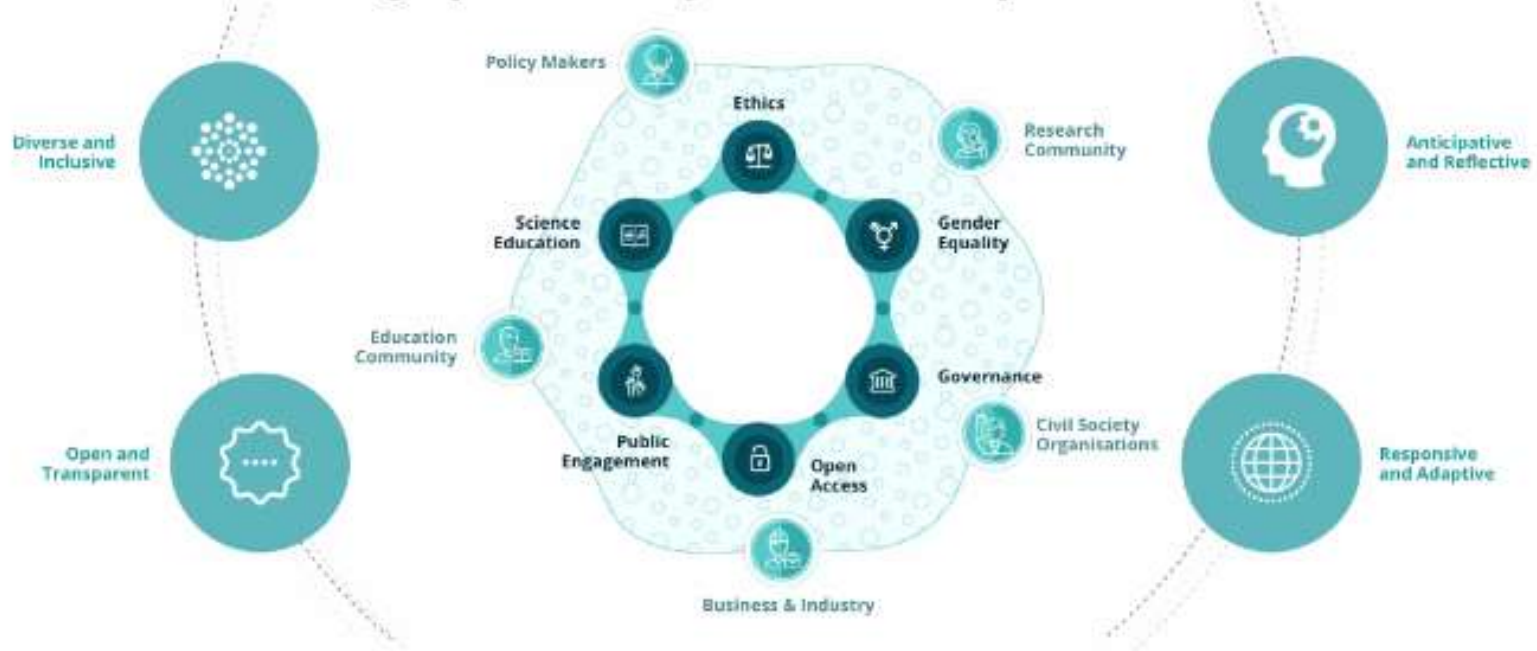 Policy Makers
Ethics
Research
Community
Diverse and
Inclusive
Anticipative
and Reflective
Science
Education
Gender
Equality
Education
Community
Governance
Public
Engagement
Open
Access
Civil Society
Organisations
Open and
Transparent
Responsive
and Adaptive
Business & Industry